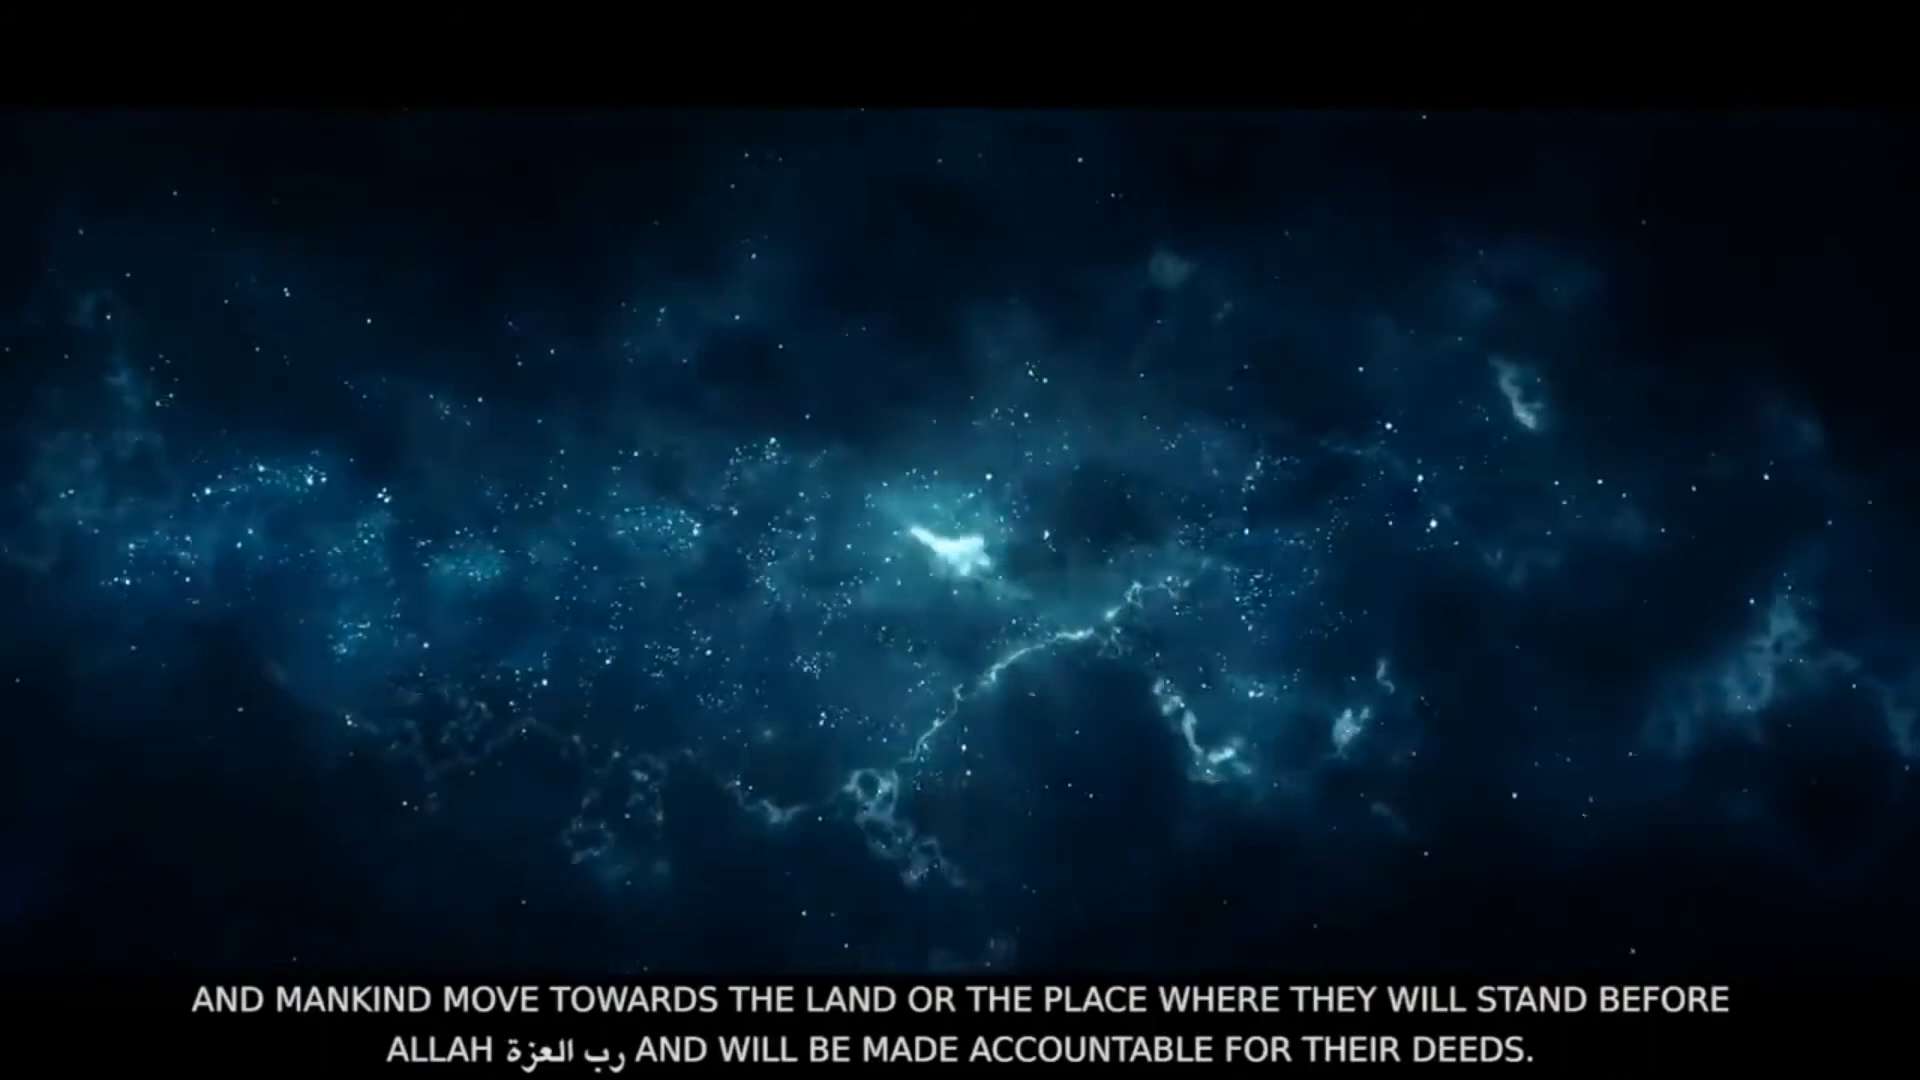 AND MANKIND MOVE TOWARDS THE LAND OR THE PLACE WHERE THEY WILL STAND BEFORE
ALLAH رب العزة AND WILL BE MADE ACCOUNTABLE FOR THEIR DEEDS.